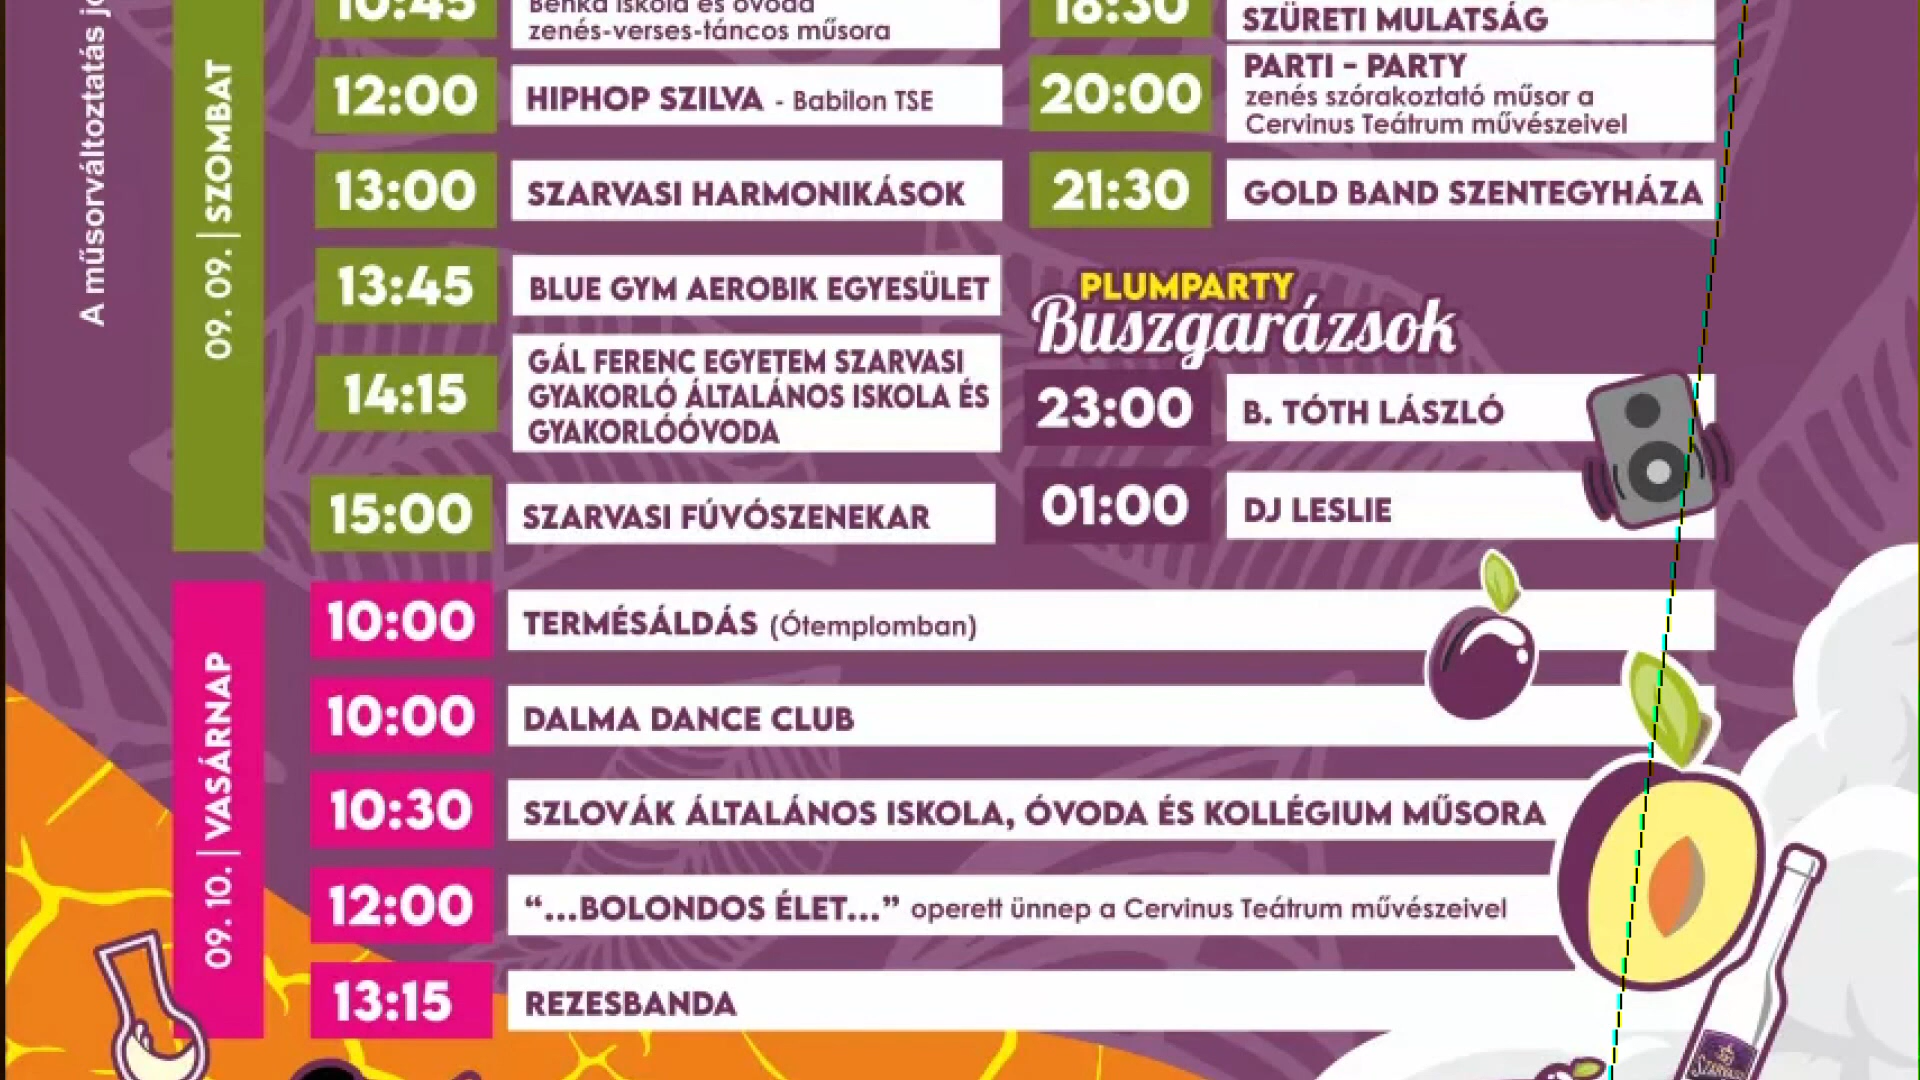 A műsorváltoztatás
09. 09. | SZOMBAT
10:45
Benka iskola és óvoda
zenés-verses-táncos műsora
12:00
HIPHOP SZILVA - Babilon TSE
13:00
SZARVASI HARMONIKÁSOK
13:45
BLUE GYM AEROBIK EGYESÜLET
14:15
GÁL FERENC EGYETEM SZARVASI
GYAKORLÓ ÁLTALÁNOS ISKOLA ÉS
GYAKORLÓÓVODA
15:00
SZARVASI FÚVÓSZENEKAR
18:30
SZÜRETI MULATSÁG
20:00
PARTI - PARTY
zenés szórakoztató műsor a
Cervinus Teátrum művészeivel
21:30
GOLD BAND SZENTEGYHÁZA
PLUMPARTY
Buszgarázsok
23:00
B. TÓTH LÁSZLÓ
01:00
DJ LESLIE
09. 10. | VASÁRNAP
10:00
TERMÉSÁLDÁS (Ótemplomban)
10:00
DALMA DANCE CLUB
10:30
SZLOVÁK ÁLTALÁNOS ISKOLA, ÓVODA ÉS KOLLÉGIUM MŰSORA
12:00
“...BOLONDOS ÉLET...” operett ünnep a Cervinus Teátrum művészeivel
13:15
REZESBANDA